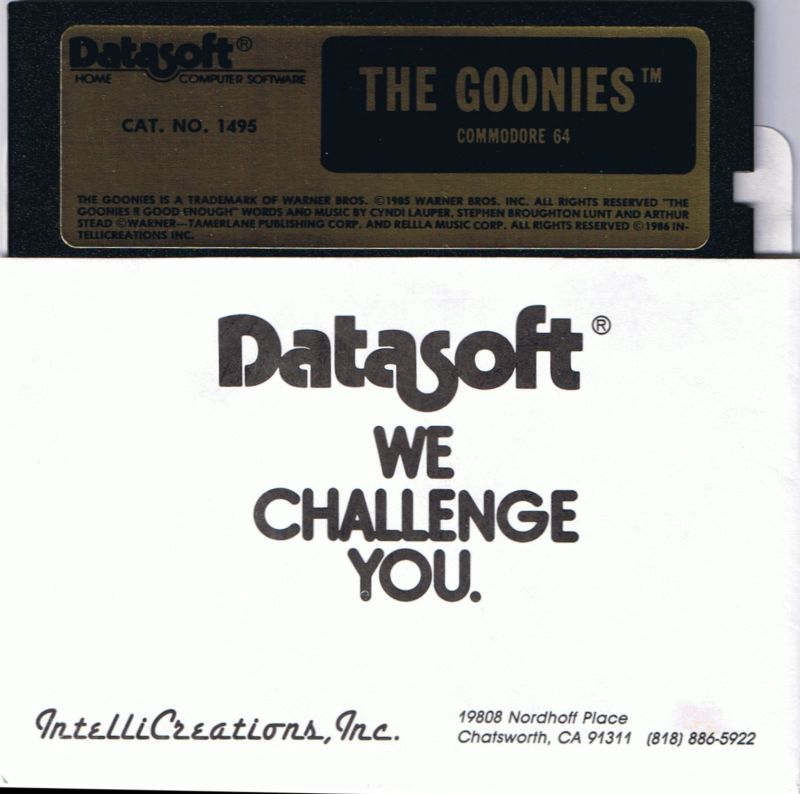 Datasoft®
HOME COMPUTER SOFTWARE
CAT. NO. 1495
THE GOONIES™
COMMODORE 64
THE GOONIES IS A TRADEMARK OF WARNER BROS. ©1985 WARNER BROS. INC. ALL RIGHTS RESERVED "THE
GOONIES R GOOD ENOUGH" WORDS AND MUSIC BY CYNDI LAUPER, STEPHEN BROUGHTON LUNT AND ARTHUR
STEAD ©WARNER—TAMERLANE PUBLISHING CORP. AND RELLLA MUSIC CORP. ALL RIGHTS RESERVED ©1986 IN-
TELLICREATIONS INC.
Datasoft®
WE
CHALLENGE
YOU.
IntelliCreations, Inc.
19808 Nordhoff Place
Chatsworth, CA 91311 (818) 886-5922